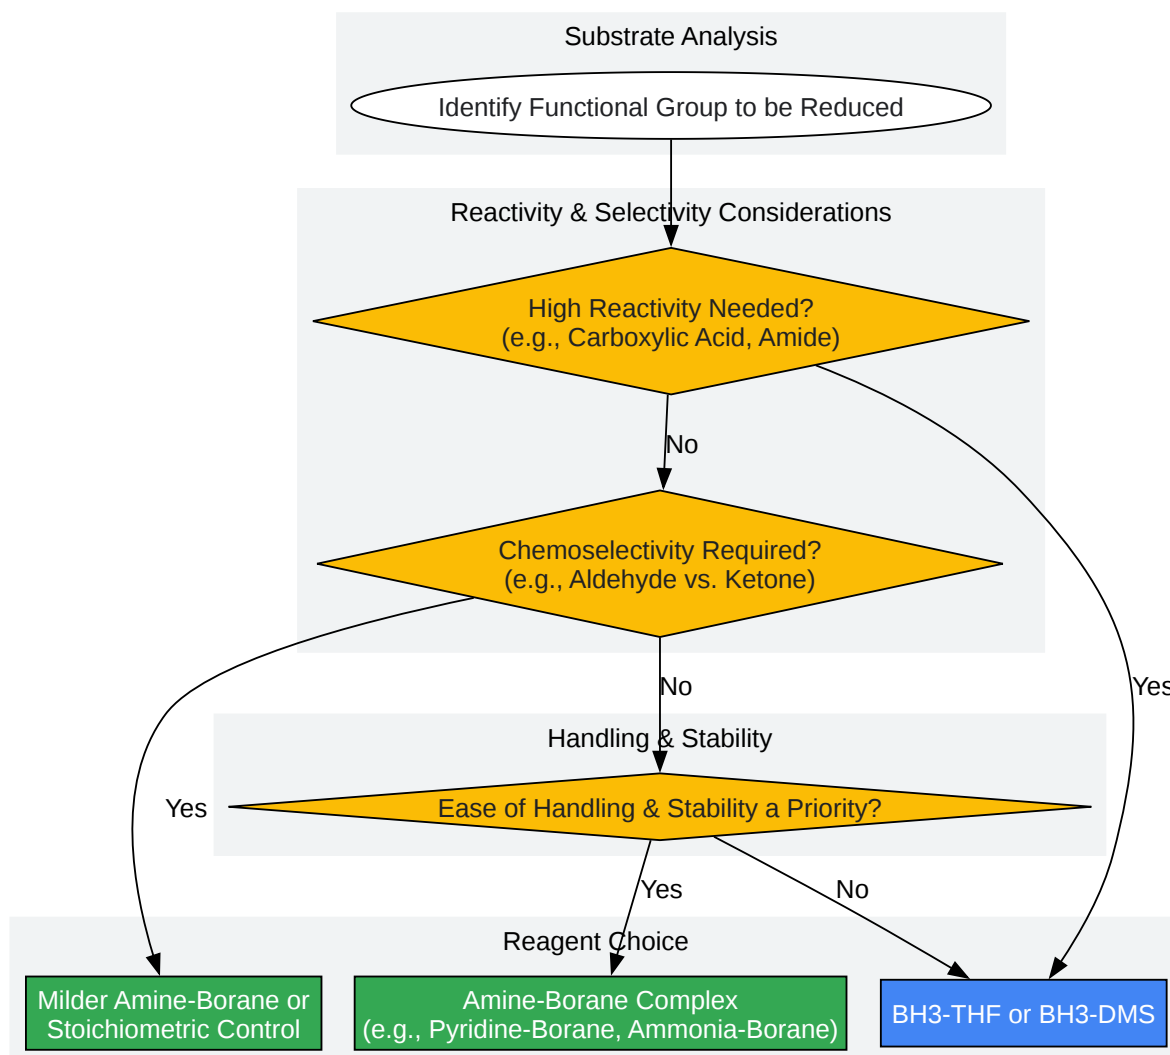 Substrate Analysis
Identify Functional Group to be Reduced
Reactivity & Selectivity Considerations
High Reactivity Needed?
(e.g., Carboxylic Acid, Amide)
No
Chemoselectivity Required?
(e.g., Aldehyde vs. Ketone)
No
Yes
Handling & Stability
Yes
Ease of Handling & Stability a Priority?
Yes
No
Reagent Choice
Milder Amine-Borane or
Stoichiometric Control
Amine-Borane Complex
(e.g., Pyridine-Borane, Ammonia-Borane)
BH3-THF or BH3-DMS